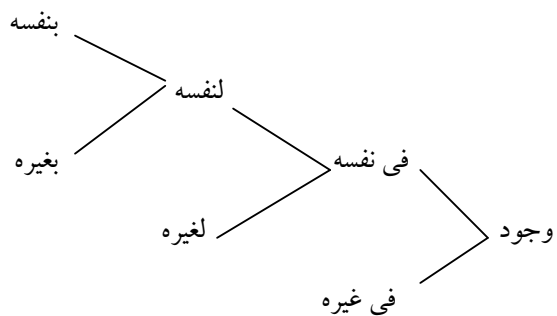 بنفسه
لنفسه
بغیره
فی نفسه
لغیره
وجود
فی غیره